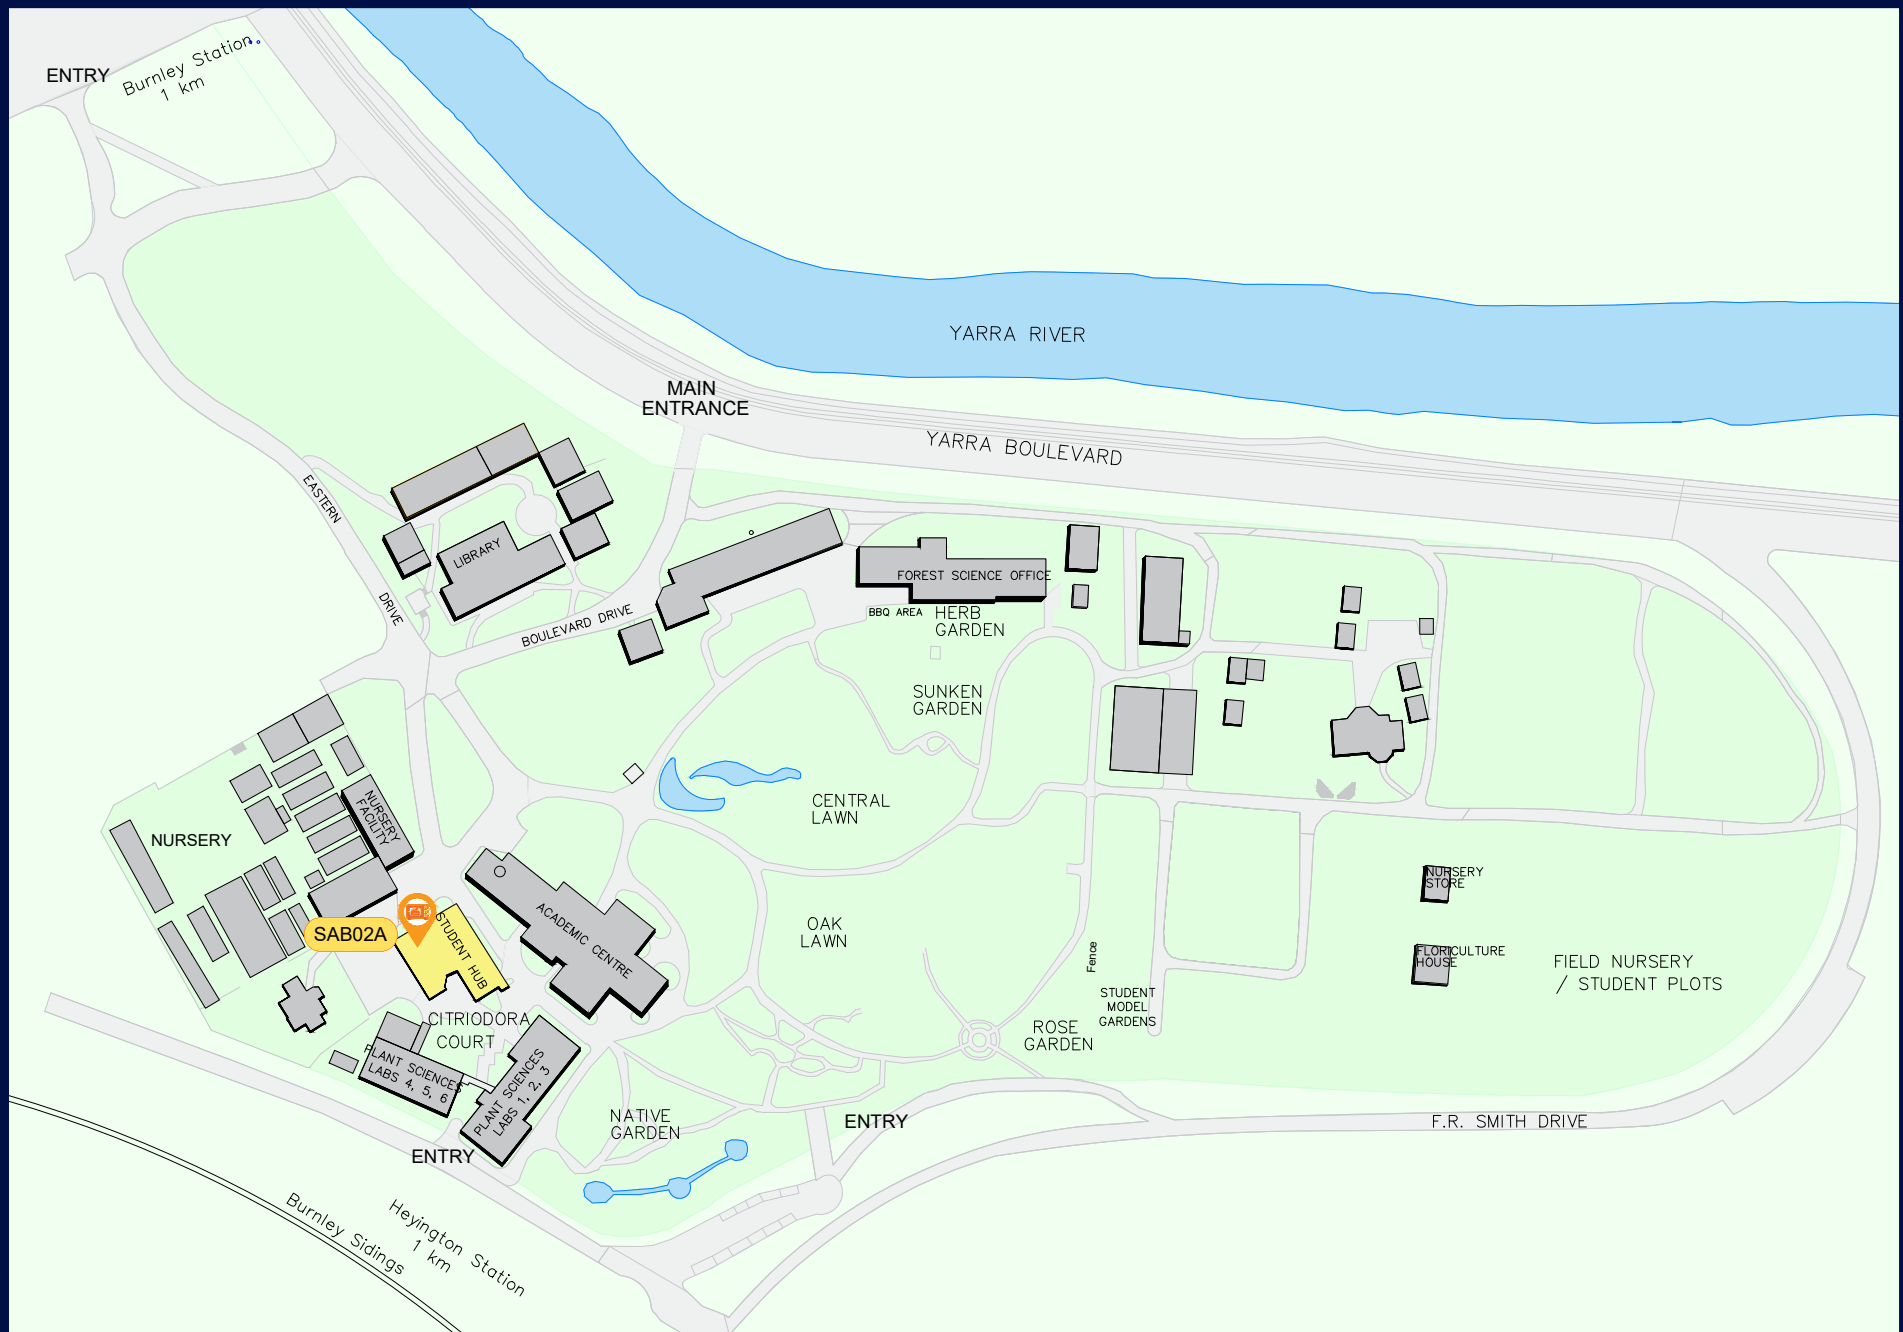 ENTRY
Burnley Station
1 km
YARRA RIVER
MAIN
ENTRANCE
YARRA BOULEVARD
EASTERN
DRIVE
LIBRARY
BOULEVARD DRIVE
FOREST SCIENCE OFFICE
BBQ AREA
HERB
GARDEN
SUNKEN
GARDEN
CENTRAL
LAWN
NURSERY
FACILITY
NURSERY
SAB02A
STUDENT HUB
ACADEMIC CENTRE
OAK
LAWN
NURSERY
STORE
FLORICULTURE
HOUSE
FIELD NURSERY
/ STUDENT PLOTS
Fence
STUDENT
MODEL
GARDENS
ROSE
GARDEN
CITRIODORA
COURT
PLANT SCIENCES
LABS 4, 5, 6
PLANT SCIENCES
LABS 1, 2, 3
NATIVE
GARDEN
ENTRY
F.R. SMITH DRIVE
ENTRY
Heyington Station
1 km
Burnley Sidings